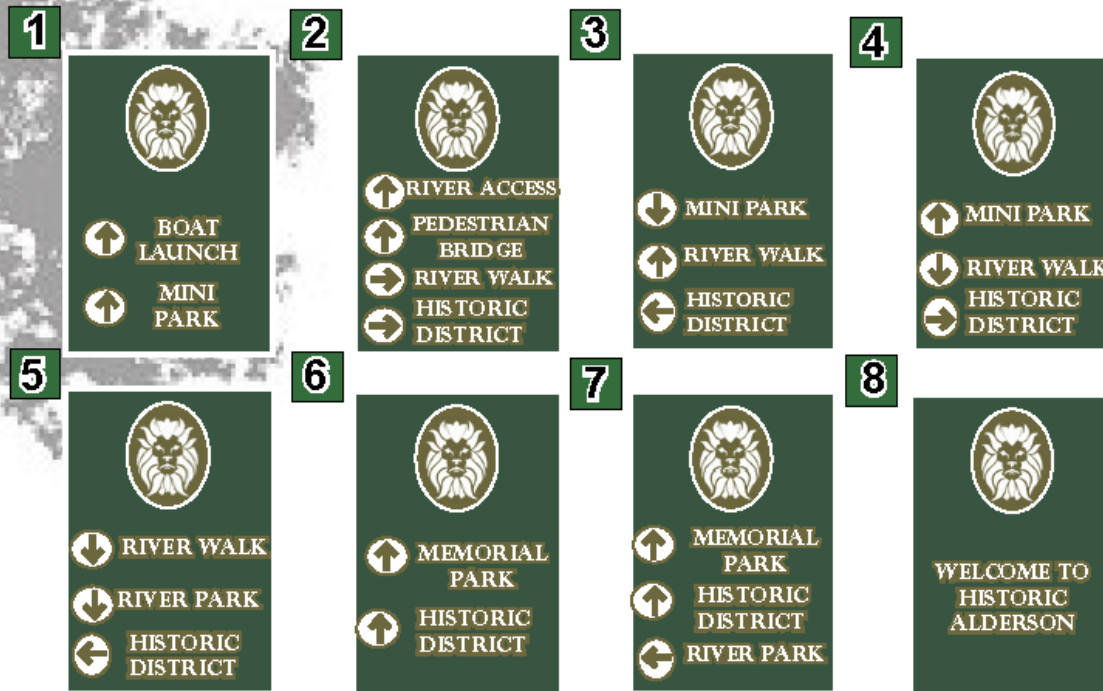 1
BOAT
LAUNCH
MINI
PARK
2
RIVER ACCESS
PEDESTRIAN
BRIDGE
RIVER WALK
HISTORIC
DISTRICT
3
MINI PARK
RIVER WALK
HISTORIC
DISTRICT
4
MINI PARK
RIVER WALK
HISTORIC
DISTRICT
5
RIVER WALK
RIVER PARK
HISTORIC
DISTRICT
6
MEMORIAL
PARK
HISTORIC
DISTRICT
7
MEMORIAL
PARK
HISTORIC
DISTRICT
RIVER PARK
8
WELCOME TO
HISTORIC
ALDERSON